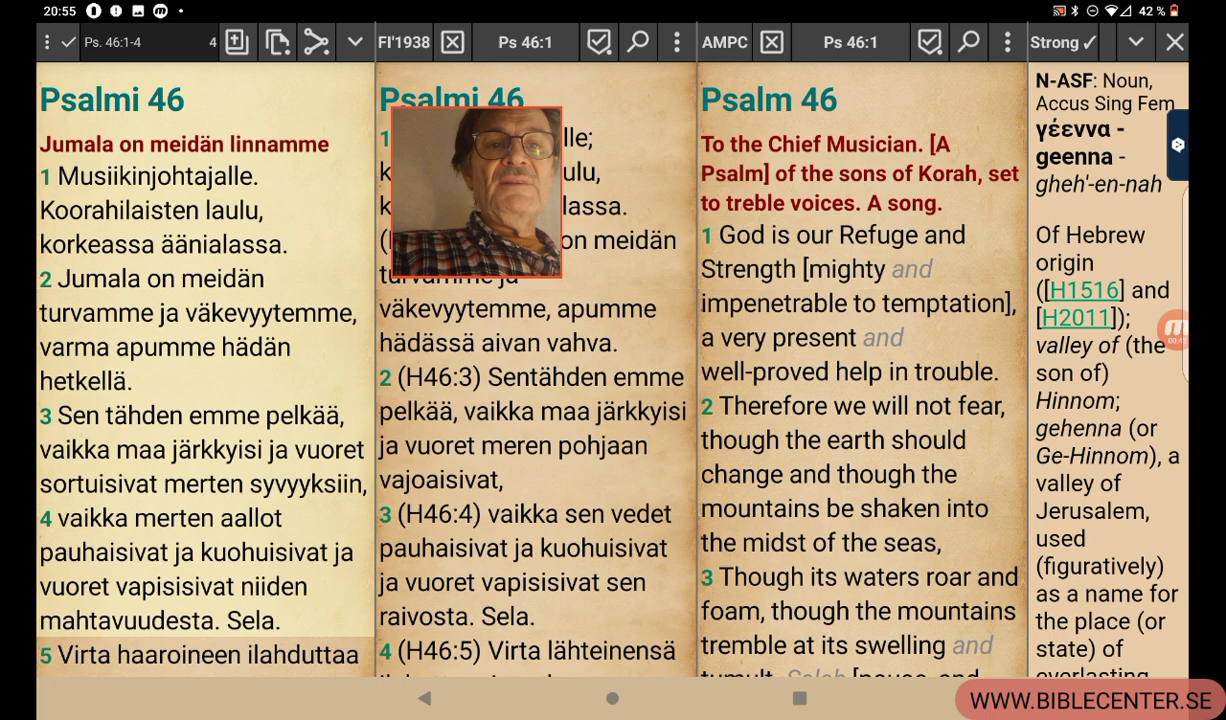 20:55
42 %
Ps. 46:1-4
4
FI'1938
Ps 46:1
AMPC
Ps 46:1
Strong ✓
Psalmi 46
Jumala on meidän linnamme
1 Musiikinjohtajalle.
Koorahilaisten laulu,
korkeassa äänialassa.
2 Jumala on meidän
turvamme ja väkevyytemme,
varma apumme hädän
hetkellä.
3 Sen tähden emme pelkää,
vaikka maa järkkyisi ja vuoret
sortuisivat merten syvyyksiin,
4 vaikka merten aallot
pauhaisivat ja kuohuisivat ja
vuoret vapisisivat niiden
mahtavuudesta. Sela.
5 Virta haaroineen ilahduttaa
Psalmi 46
1
lle;
k
ulu,
k
lassa.
on meidän
turvamme ja
väkevyytemme, apumme
hädässä aivan vahva.
2 (H46:3) Sentähden emme
pelkää, vaikka maa järkkyisi
ja vuoret meren pohjaan
vajoaisivat,
3 (H46:4) vaikka sen vedet
pauhaisivat ja kuohuisivat
ja vuoret vapisisivat sen
raivosta. Sela.
4 (H46:5) Virta lähteinensä
Psalm 46
To the Chief Musician. [A
Psalm] of the sons of Korah, set
to treble voices. A song.
1 God is our Refuge and
Strength [mighty and
impenetrable to temptation],
a very present and
well-proved help in trouble.
2 Therefore we will not fear,
though the earth should
change and though the
mountains be shaken into
the midst of the seas,
3 Though its waters roar and
foam, though the mountains
tremble at its swelling and
tumult. Selah [pause, and
N-ASF: Noun,
Accus Sing Fem
γέεννα -
geenna -
gheh'-en-nah
Of Hebrew
origin
([H1516] and
[H2011]);
valley of (the
son of)
Hinnom;
gehenna (or
Ge-Hinnom), a
valley of
Jerusalem,
used
(figuratively)
as a name for
the place (or
state) of
everlasting
00:42
WWW.BIBLECENTER.SE